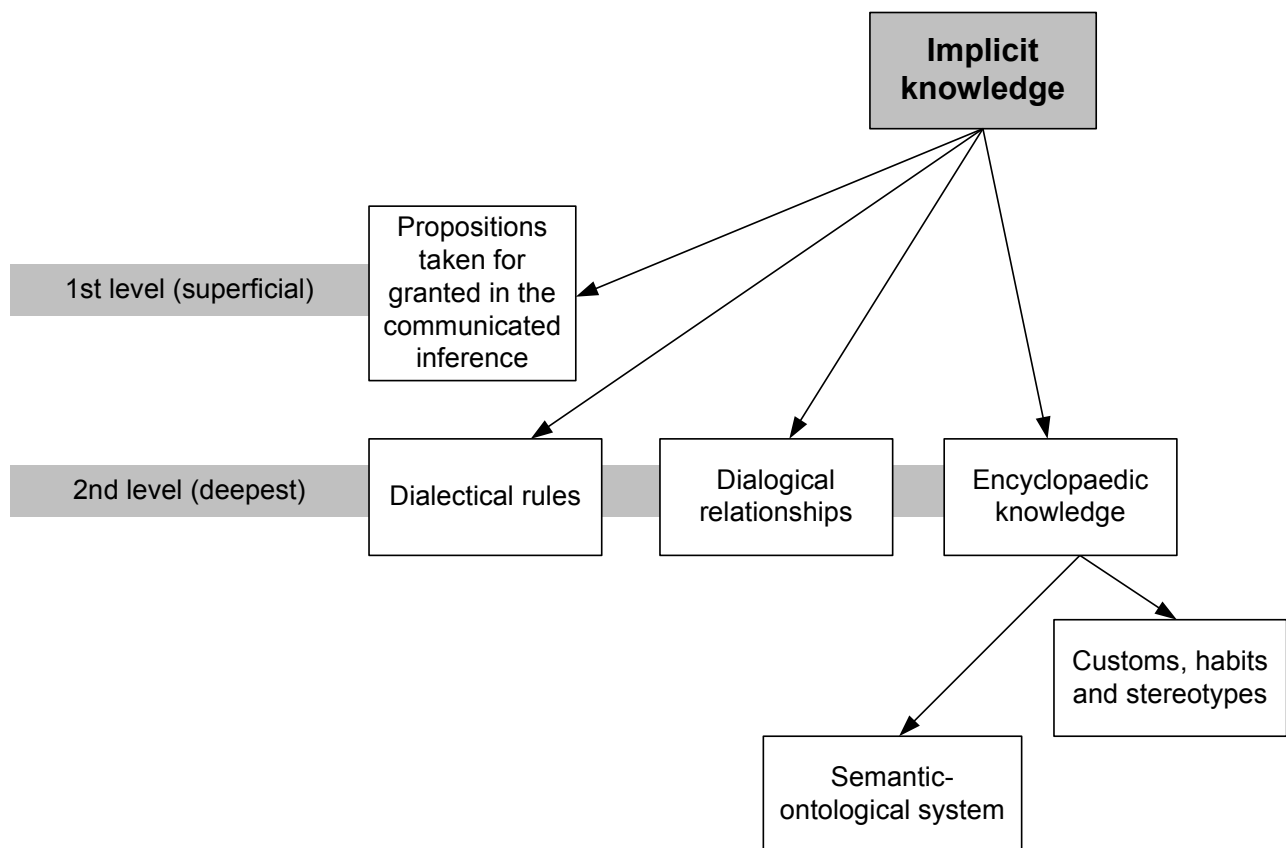 Implicit
knowledge
1st level (superficial)
Propositions
taken for
granted in the
communicated
inference
2nd level (deepest)
Dialectical rules
Dialogical
relationships
Encyclopaedic
knowledge
Customs, habits
and stereotypes
Semantic-
ontological system